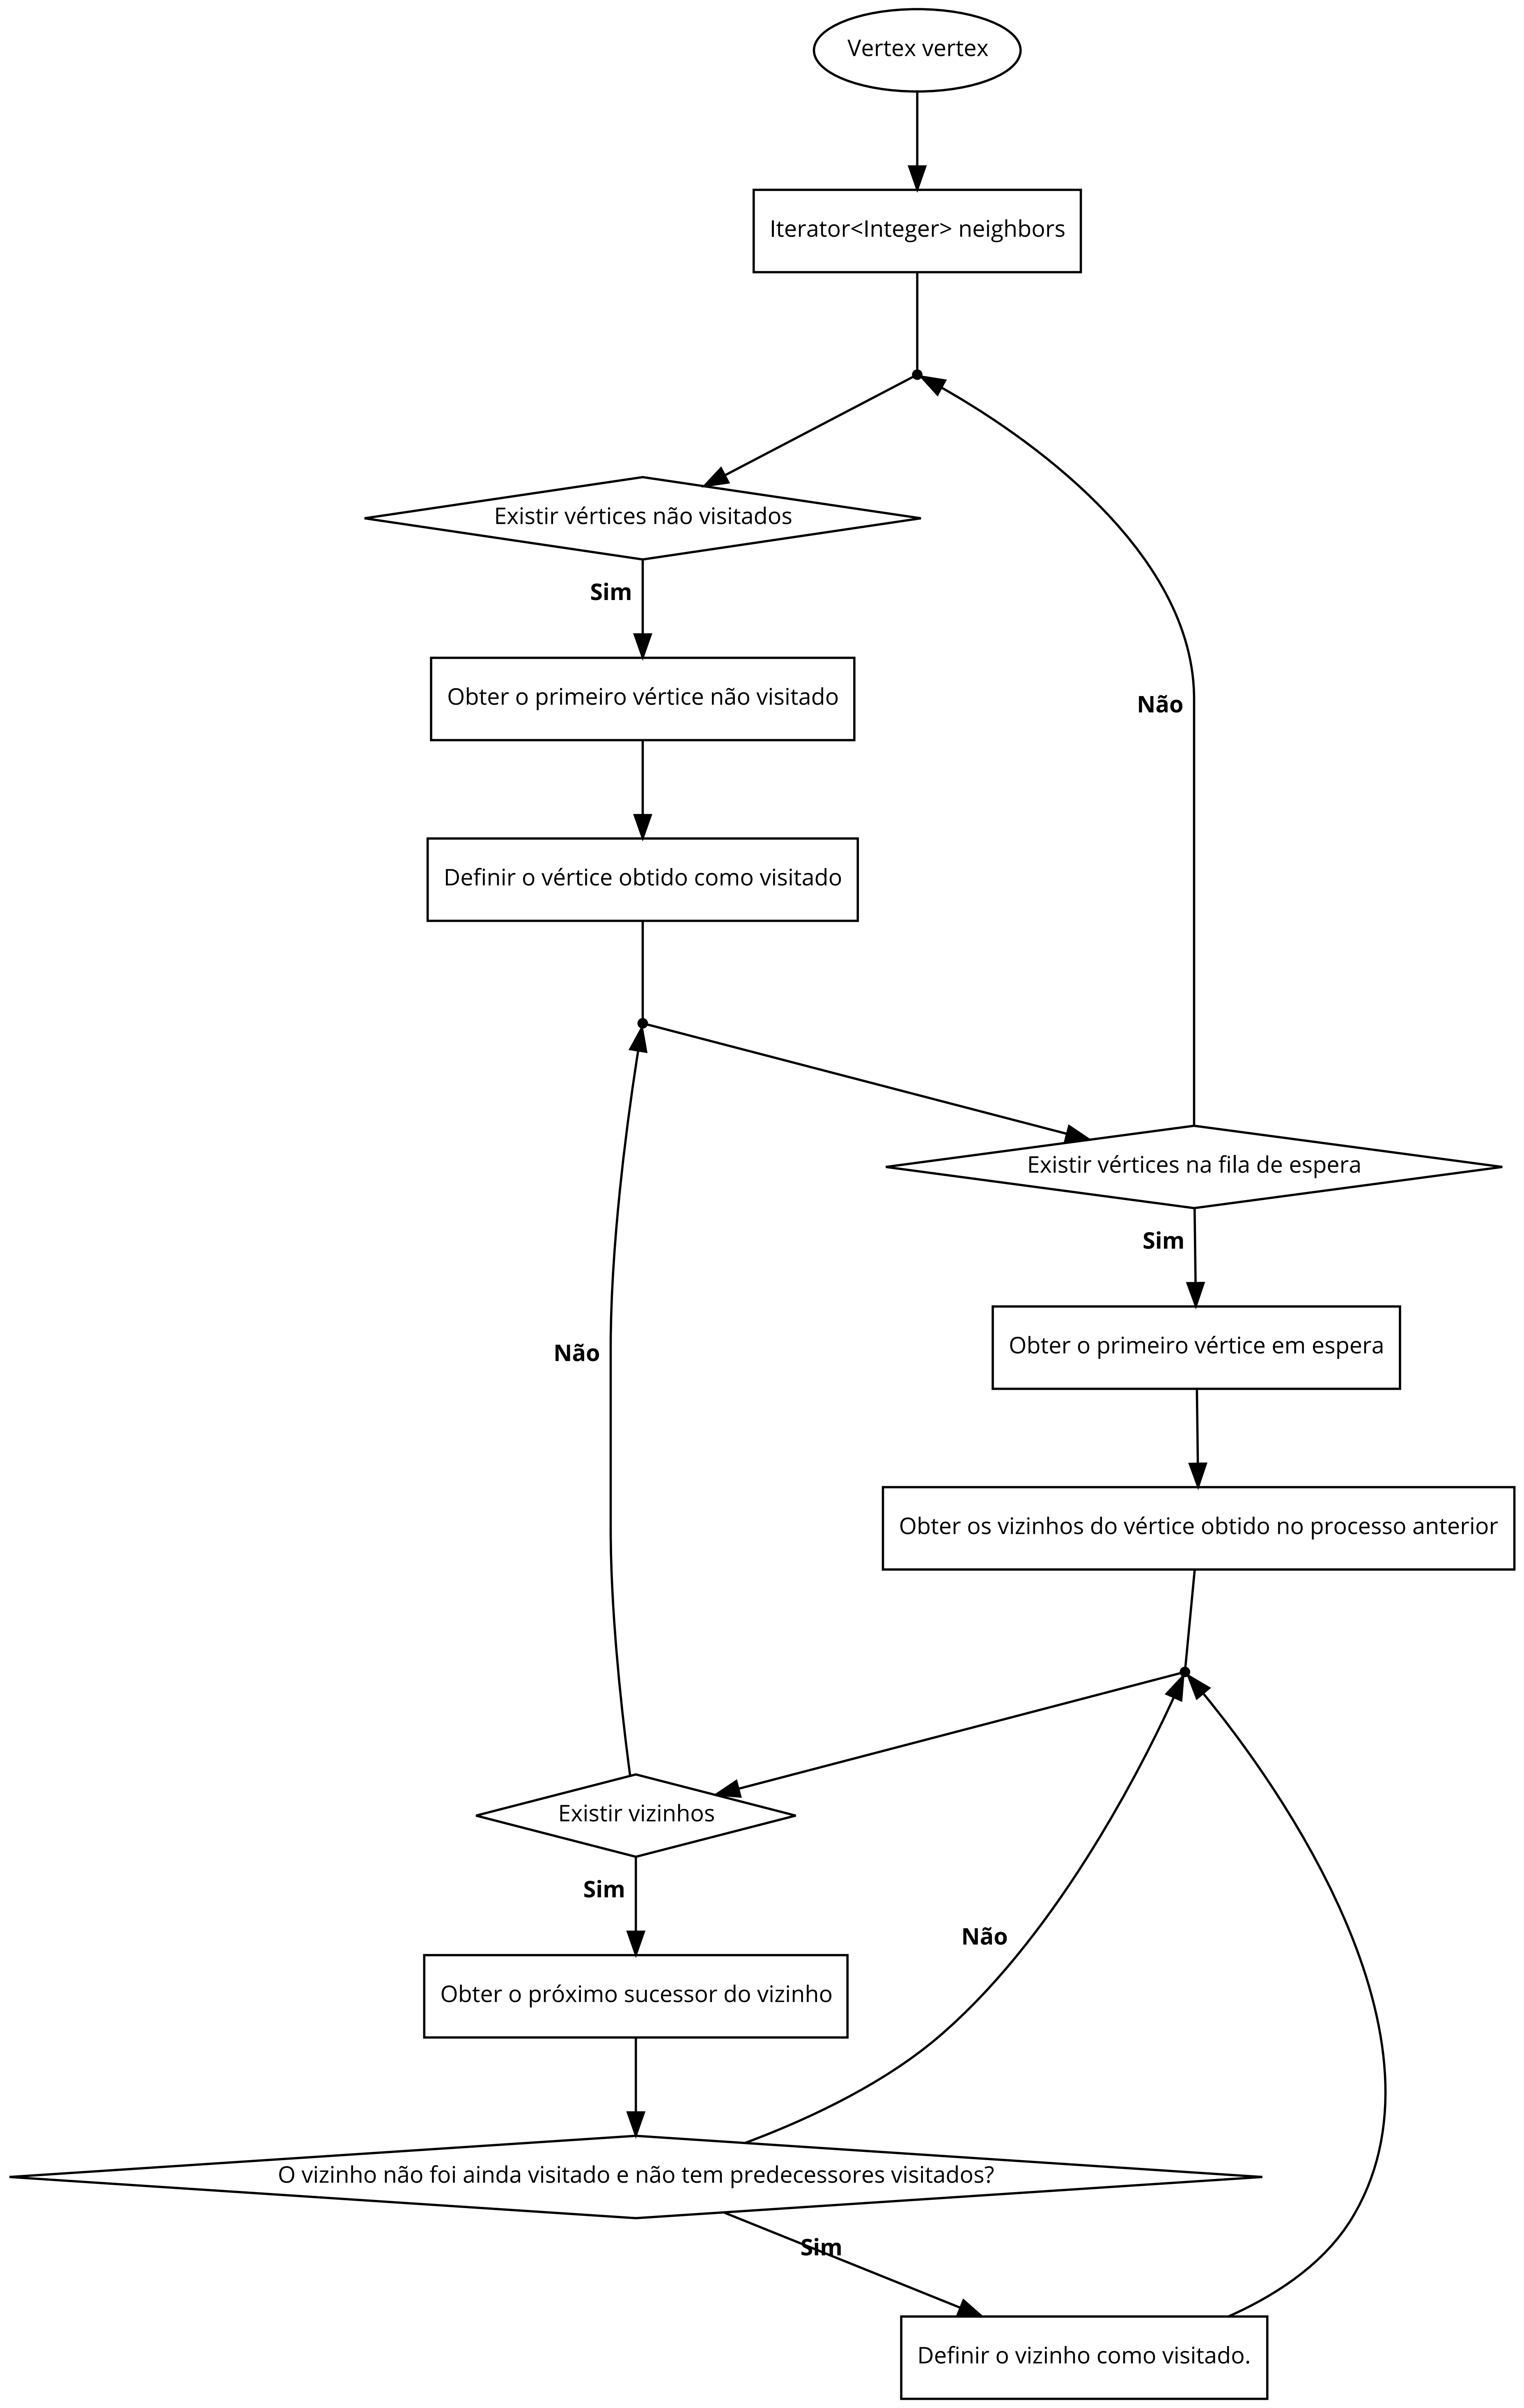 Vertex vertex
Iterator<Integer> neighbors
Existir vértices não visitados
Sim
Obter o primeiro vértice não visitado
Não
Definir o vértice obtido como visitado
Existir vértices na fila de espera
Sim
Obter o primeiro vértice em espera
Não
Obter os vizinhos do vértice obtido no processo anterior
Existir vizinhos
Sim
Não
Obter o próximo sucessor do vizinho
O vizinho não foi ainda visitado e não tem predecessores visitados?
Sim
Definir o vizinho como visitado.